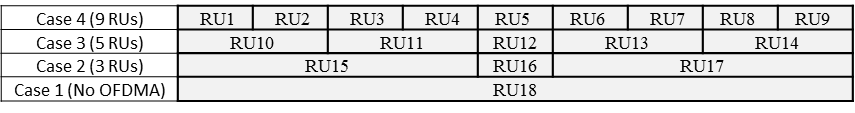 Case 4 (9 RUs) RU1 RU2 RU3 RU4 RU5 RU6 RU7 RU8 RU9
Case 3 (5 RUs) RU10 RU11 RU12 RU13 RU14
Case 2 (3 RUs) RU15 RU16 RU17
Case 1 (No OFDMA) RU18